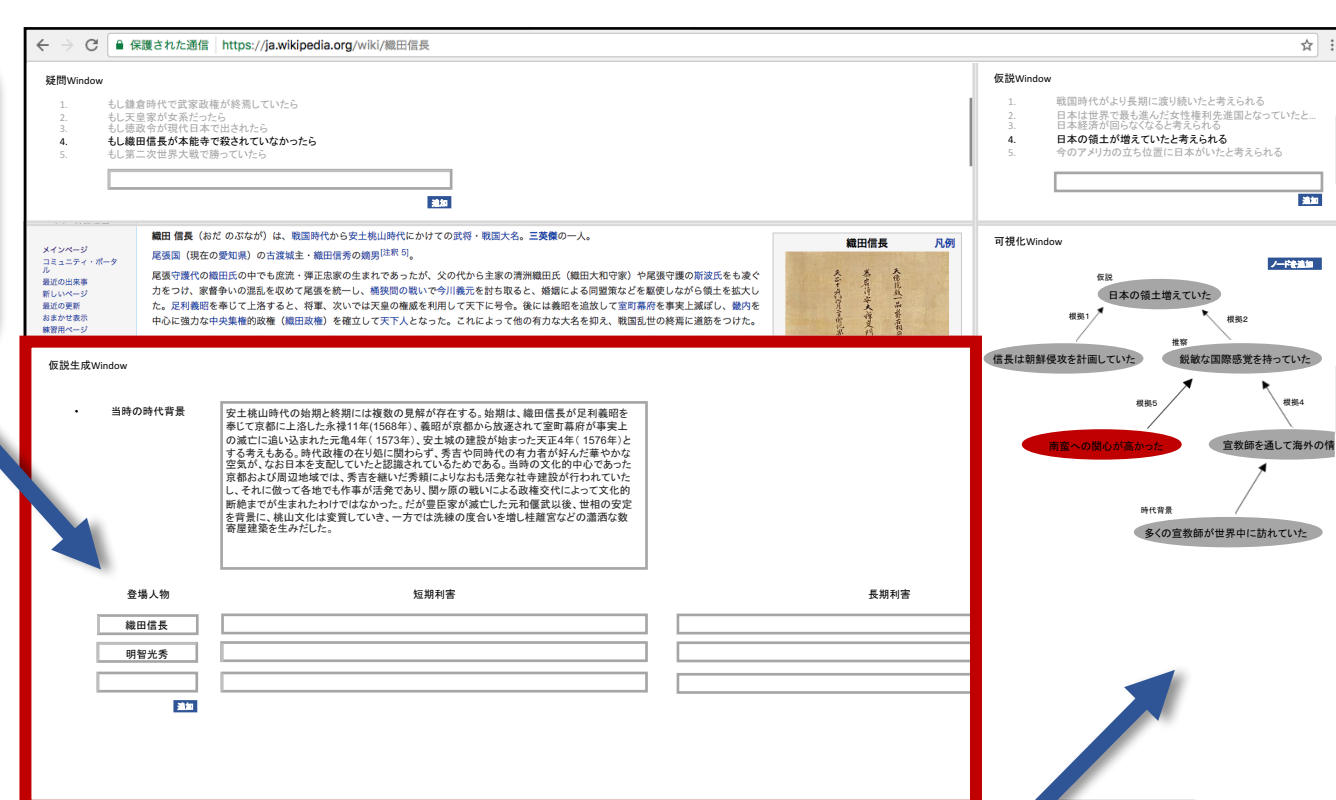 保護された通信 https://ja.wikipedia.org/wiki/織田信長
疑問Window
1. もし鎌倉時代で武家政権が終焉していたら
2. もし天皇家が女系だったら
3. もし徳政令が現代日本で出されたら
4. もし織田信長が本能寺で殺されていなかったら
5. もし第二次世界大戦で勝っていたら
追加
仮説Window
1. 戦国時代がより長期に渡り続いたと考えられる
2. 日本は世界で最も進んだ女性権利先進国となっていたと...
3. 日本経済が回らなくなると考えられる
4. 日本の領土が増えていたと考えられる
5. 今のアメリカの立ち位置に日本がいたと考えられる
追加
メインページ
コミュニティ・ポータ
ル
最近の出来事
新しいページ
最近の更新
おまかせ表示
練習用ページ
織田 信長（おだ のぶなが）は、戦国時代から安土桃山時代にかけての武将・戦国大名。三英傑の一人。
尾張国（現在の愛知県）の古渡城主・織田信秀の嫡男[注釈 5]。
尾張守護代の織田氏の中でも庶流・弾正忠家の生まれであったが、父の代から主家の清洲織田氏（織田大和守家）や尾張守護の斯波氏をも凌ぐ
力をつけ、家督争いの混乱を収めて尾張を統一し、桶狭間の戦いで今川義元を討ち取ると、婚姻による同盟策などを駆使しながら領土を拡大し
た。足利義昭を奉じて上洛すると、将軍、次いでは天皇の権威を利用して天下に号令。後には義昭を追放して室町幕府を事実上滅ぼし、畿内を
中心に強力な中央集権的政権（織田政権）を確立して天下人となった。これによって他の有力な大名を抑え、戦国乱世の終焉に道筋をつけた。
織田信長 凡例
可視化Window
ノードを追加
仮説
日本の領土増えていた
根拠1
根拠2
信長は朝鮮侵攻を計画していた
推察
鋭敏な国際感覚を持っていた
根拠5
根拠4
南蛮への関心が高かった
宣教師を通して海外の情
時代背景
多くの宣教師が世界中に訪れていた
仮説生成Window
・ 当時の時代背景
安土桃山時代の始期と終期には複数の見解が存在する。始期は、織田信長が足利義昭を
奉じて京都に上洛した永禄11年(1568年)、義昭が京都から放逐されて室町幕府が事実上
の滅亡に追い込まれた元亀4年( 1573年)、安土城の建設が始まった天正4年( 1576年)と
する考えもある。時代政権の在り処に関わらず、秀吉や同時代の有力者が好んだ華やかな
空気が、なお日本を支配していたと認識されているためである。当時の文化的中心であった
京都および周辺地域では、秀吉を継いだ秀頼によりなおも活発な社寺建設が行われていた
し、それに倣って各地でも作事が活発であり、関ヶ原の戦いによる政権交代によって文化的
断絶までが生まれたわけではなかった。だが豊臣家が滅亡した元和偃武以後、世相の安定
を背景に、桃山文化は変質していき、一方では洗練の度合いを増し桂離宮などの瀟洒な数
寄屋建築を生みだした。
登場人物 短期利害 長期利害
織田信長
明智光秀
追加